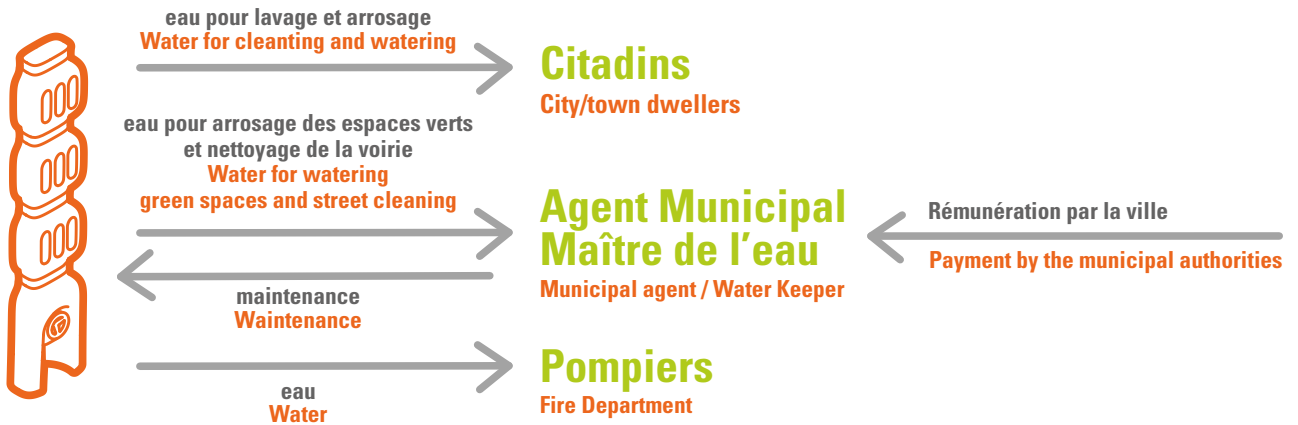 eau pour lavage et arrosage
Water for cleanting and watering
Citadins
City/town dwellers
eau pour arrosage des espaces verts
et nettoyage de la voirie
Water for watering
green spaces and street cleaning
Agent Municipal
Maître de l'eau
Municipal agent / Water Keeper
Rémunération par la ville
Payment by the municipal authorities
maintenance
Waintenance
Pompiers
Fire Department
eau
Water